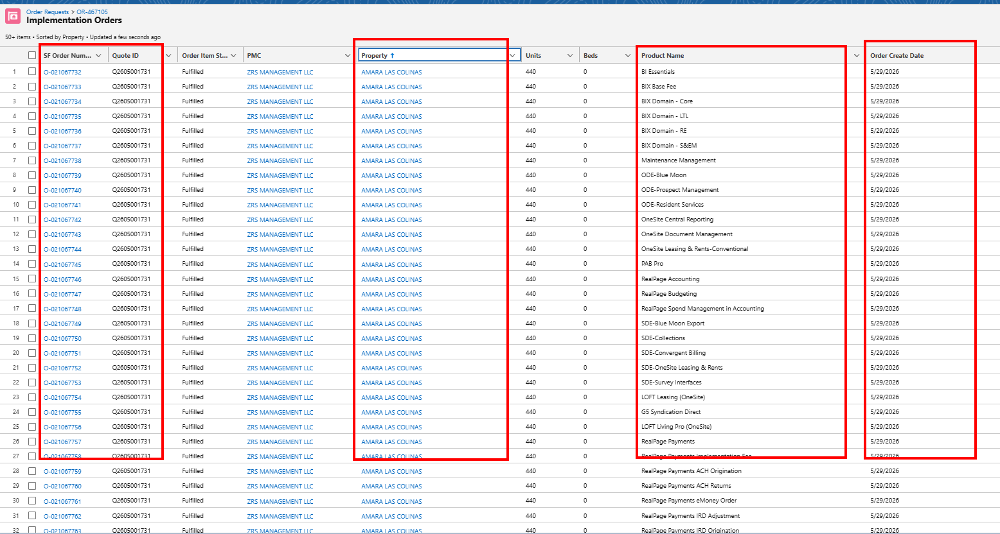 Order Requests > OR-467105
Implementation Orders
50+ items • Sorted by Property • Updated a few seconds ago
SF Order Num... Quote ID Order Item St... PMC Property ↑ Units Beds Product Name Order Create Date
1 O-021067732 Q2605001731 Fulfilled ZRS MANAGEMENT LLC AMARA LAS COLINAS 440 0 BI Essentials 5/29/2026
2 O-021067733 Q2605001731 Fulfilled ZRS MANAGEMENT LLC AMARA LAS COLINAS 440 0 BIX Base Fee 5/29/2026
3 O-021067734 Q2605001731 Fulfilled ZRS MANAGEMENT LLC AMARA LAS COLINAS 440 0 BIX Domain - Core 5/29/2026
4 O-021067735 Q2605001731 Fulfilled ZRS MANAGEMENT LLC AMARA LAS COLINAS 440 0 BIX Domain - LTL 5/29/2026
5 O-021067736 Q2605001731 Fulfilled ZRS MANAGEMENT LLC AMARA LAS COLINAS 440 0 BIX Domain - RE 5/29/2026
6 O-021067737 Q2605001731 Fulfilled ZRS MANAGEMENT LLC AMARA LAS COLINAS 440 0 BIX Domain - S&EM 5/29/2026
7 O-021067738 Q2605001731 Fulfilled ZRS MANAGEMENT LLC AMARA LAS COLINAS 440 0 Maintenance Management 5/29/2026
8 O-021067739 Q2605001731 Fulfilled ZRS MANAGEMENT LLC AMARA LAS COLINAS 440 0 ODE-Blue Moon 5/29/2026
9 O-021067740 Q2605001731 Fulfilled ZRS MANAGEMENT LLC AMARA LAS COLINAS 440 0 ODE-Prospect Management 5/29/2026
10 O-021067741 Q2605001731 Fulfilled ZRS MANAGEMENT LLC AMARA LAS COLINAS 440 0 ODE-Resident Services 5/29/2026
11 O-021067742 Q2605001731 Fulfilled ZRS MANAGEMENT LLC AMARA LAS COLINAS 440 0 OneSite Central Reporting 5/29/2026
12 O-021067743 Q2605001731 Fulfilled ZRS MANAGEMENT LLC AMARA LAS COLINAS 440 0 OneSite Document Management 5/29/2026
13 O-021067744 Q2605001731 Fulfilled ZRS MANAGEMENT LLC AMARA LAS COLINAS 440 0 OneSite Leasing & Rents-Conventional 5/29/2026
14 O-021067745 Q2605001731 Fulfilled ZRS MANAGEMENT LLC AMARA LAS COLINAS 440 0 PAB Pro 5/29/2026
15 O-021067746 Q2605001731 Fulfilled ZRS MANAGEMENT LLC AMARA LAS COLINAS 440 0 RealPage Accounting 5/29/2026
16 O-021067747 Q2605001731 Fulfilled ZRS MANAGEMENT LLC AMARA LAS COLINAS 440 0 RealPage Budgeting 5/29/2026
17 O-021067748 Q2605001731 Fulfilled ZRS MANAGEMENT LLC AMARA LAS COLINAS 440 0 RealPage Spend Management in Accounting 5/29/2026
18 O-021067749 Q2605001731 Fulfilled ZRS MANAGEMENT LLC AMARA LAS COLINAS 440 0 SDE-Blue Moon Export 5/29/2026
19 O-021067750 Q2605001731 Fulfilled ZRS MANAGEMENT LLC AMARA LAS COLINAS 440 0 SDE-Collections 5/29/2026
20 O-021067751 Q2605001731 Fulfilled ZRS MANAGEMENT LLC AMARA LAS COLINAS 440 0 SDE-Convergent Billing 5/29/2026
21 O-021067752 Q2605001731 Fulfilled ZRS MANAGEMENT LLC AMARA LAS COLINAS 440 0 SDE-OneSite Leasing & Rents 5/29/2026
22 O-021067753 Q2605001731 Fulfilled ZRS MANAGEMENT LLC AMARA LAS COLINAS 440 0 SDE-Survey Interfaces 5/29/2026
23 O-021067754 Q2605001731 Fulfilled ZRS MANAGEMENT LLC AMARA LAS COLINAS 440 0 LOFT Leasing (OneSite) 5/29/2026
24 O-021067755 Q2605001731 Fulfilled ZRS MANAGEMENT LLC AMARA LAS COLINAS 440 0 G5 Syndication Direct 5/29/2026
25 O-021067756 Q2605001731 Fulfilled ZRS MANAGEMENT LLC AMARA LAS COLINAS 440 0 LOFT Living Pro (OneSite) 5/29/2026
26 O-021067757 Q2605001731 Fulfilled ZRS MANAGEMENT LLC AMARA LAS COLINAS 440 0 RealPage Payments 5/29/2026
27 O-021067758 Q2605001731 Fulfilled ZRS MANAGEMENT LLC AMARA LAS COLINAS 440 0 RealPage Payments Implementation Fee 5/29/2026
28 O-021067759 Q2605001731 Fulfilled ZRS MANAGEMENT LLC AMARA LAS COLINAS 440 0 RealPage Payments ACH Origination 5/29/2026
29 O-021067760 Q2605001731 Fulfilled ZRS MANAGEMENT LLC AMARA LAS COLINAS 440 0 RealPage Payments ACH Returns 5/29/2026
30 O-021067761 Q2605001731 Fulfilled ZRS MANAGEMENT LLC AMARA LAS COLINAS 440 0 RealPage Payments eMoney Order 5/29/2026
31 O-021067762 Q2605001731 Fulfilled ZRS MANAGEMENT LLC AMARA LAS COLINAS 440 0 RealPage Payments IRD Adjustment 5/29/2026
32 O-021067763 Q2605001731 Fulfilled ZRS MANAGEMENT LLC AMARA LAS COLINAS 440 0 RealPage Payments IRD Origination 5/29/2026